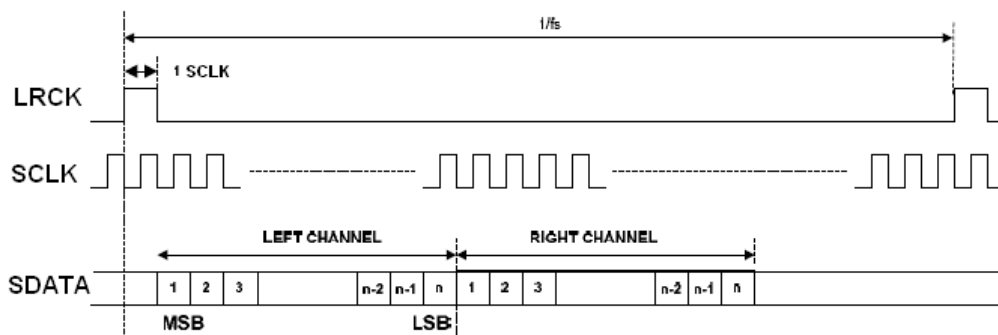 1/fs
1 SCLK
LRCK
SCLK
LEFT CHANNEL
RIGHT CHANNEL
SDATA
1 2 3 n-2 n-1 n 1 2 3 n-2 n-1 n
MSB LSB